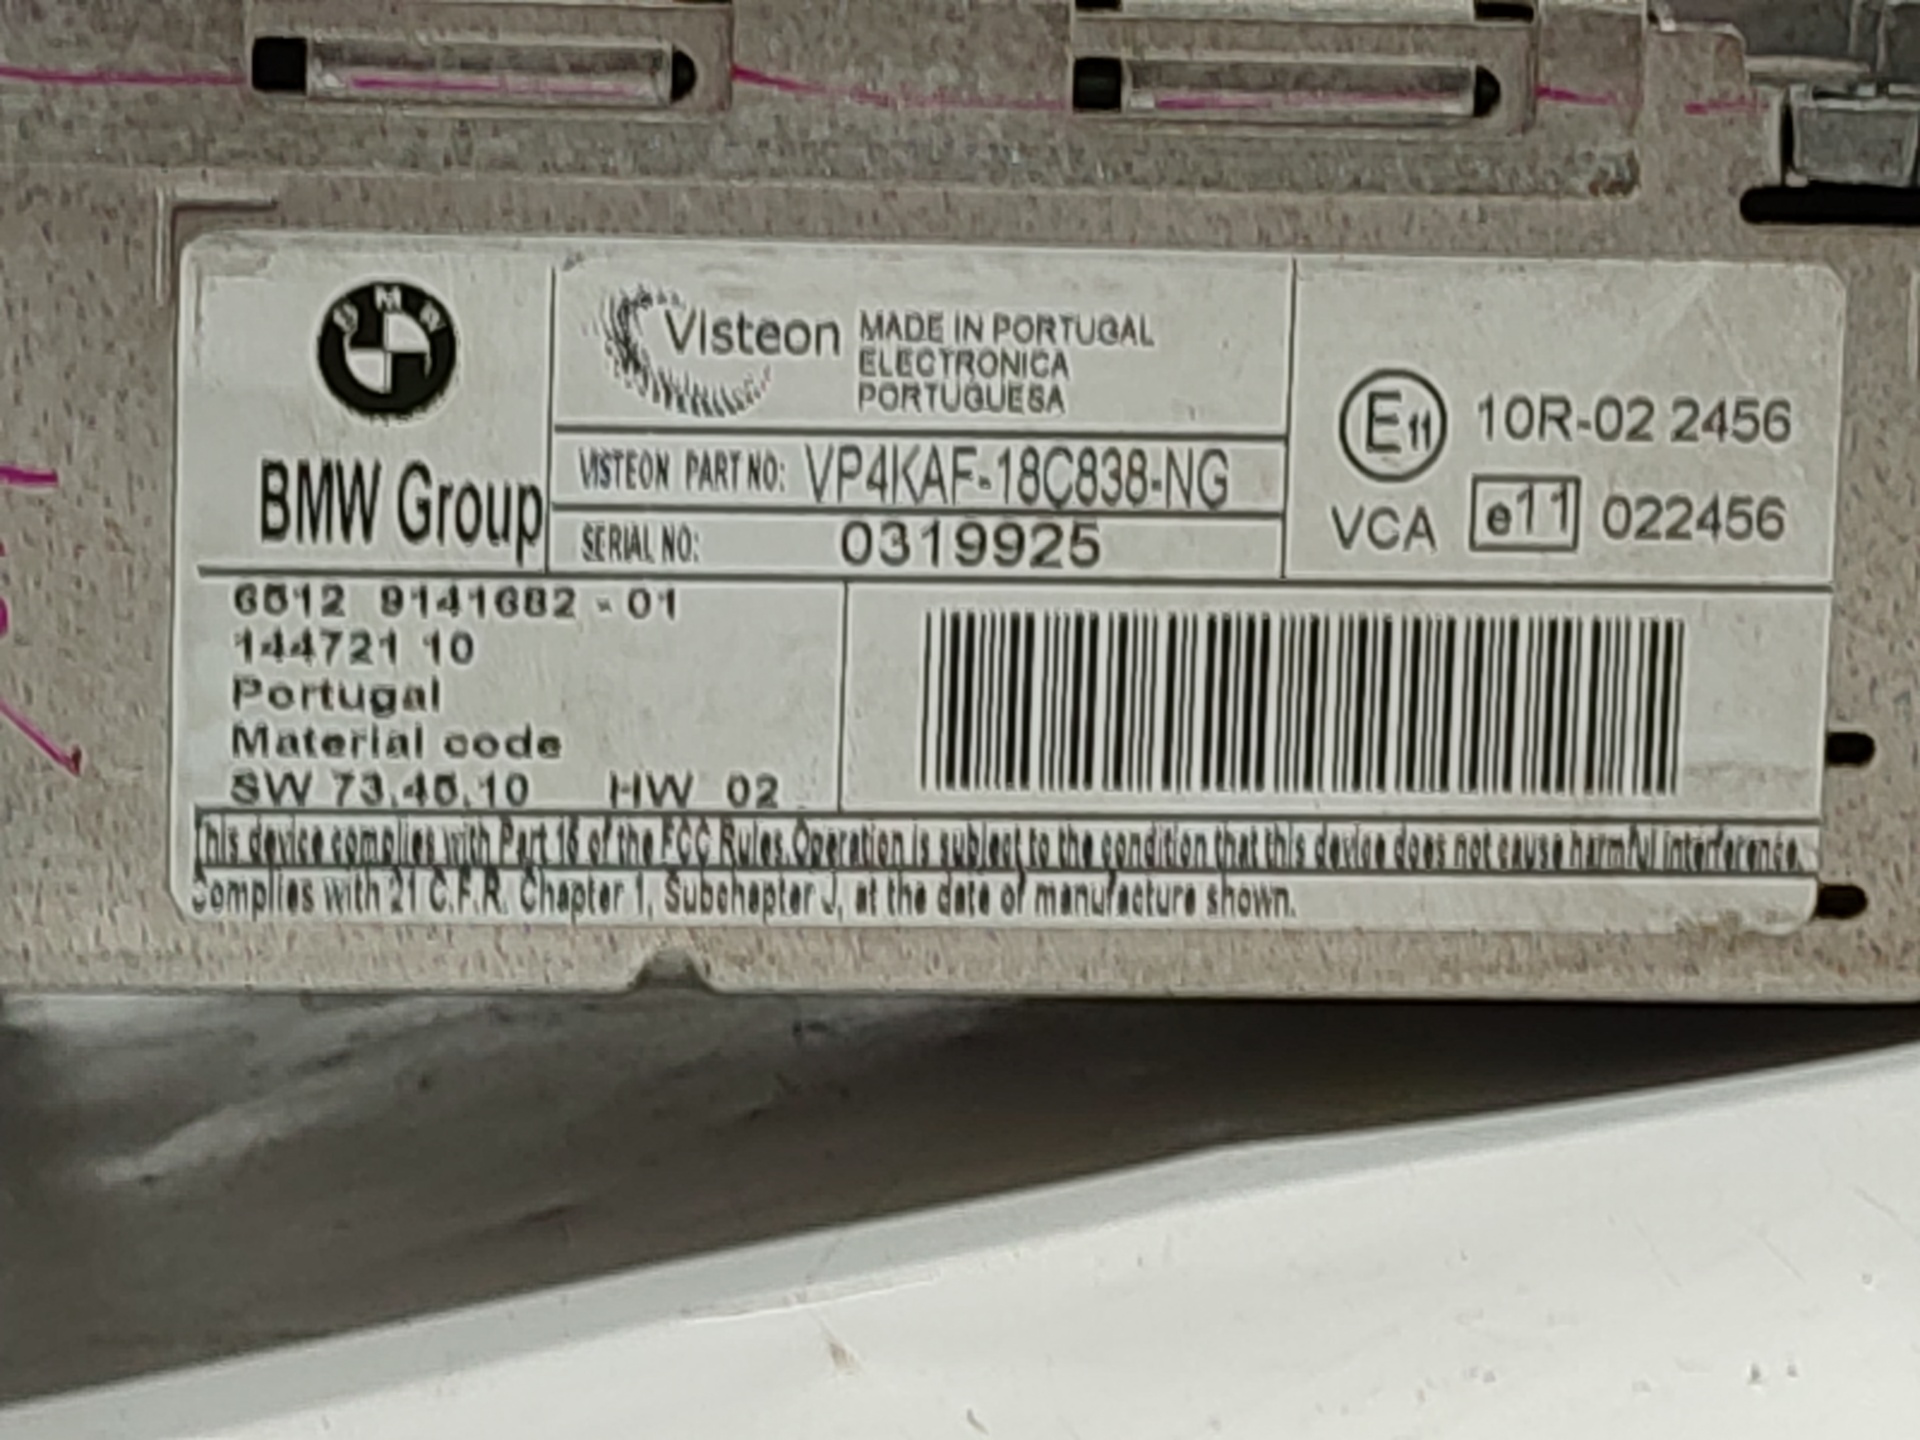 BMW
BMW Group
Visteon
MADE IN PORTUGAL
ELECTRONICA
PORTUGUESA
VISTEON PART NO: VP4KAF-18C838-NG
SERIAL NO: 0319925
E11 10R-02 2456
VCA e11 022456
6512 9141682-01
144721 10
Portugal
Material code
SW 73.45.10 HW 02
This device complies with Part 15 of the FCC Rules.Operation is subject to the condition that this device does not cause harmful interference.
Complies with 21 C.F.R. Chapter 1, Subchapter J, at the date of manufacture shown.